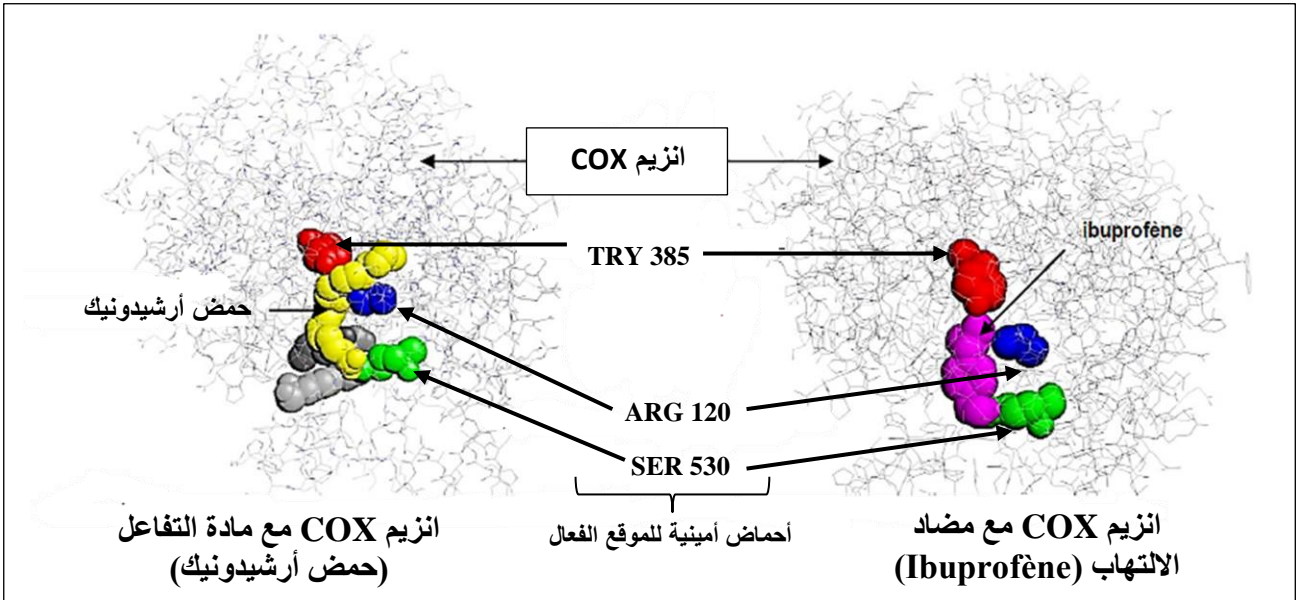 انزيم COX
ibuprofène
TRY 385
حمض أرشيدونيك
ARG 120
SER 530
أحماض أمينية للموقع الفعال
انزيم COX مع مضاد
الالتهاب (Ibuprofène)
انزيم COX مع مادة التفاعل
(حمض أرشيدونيك)